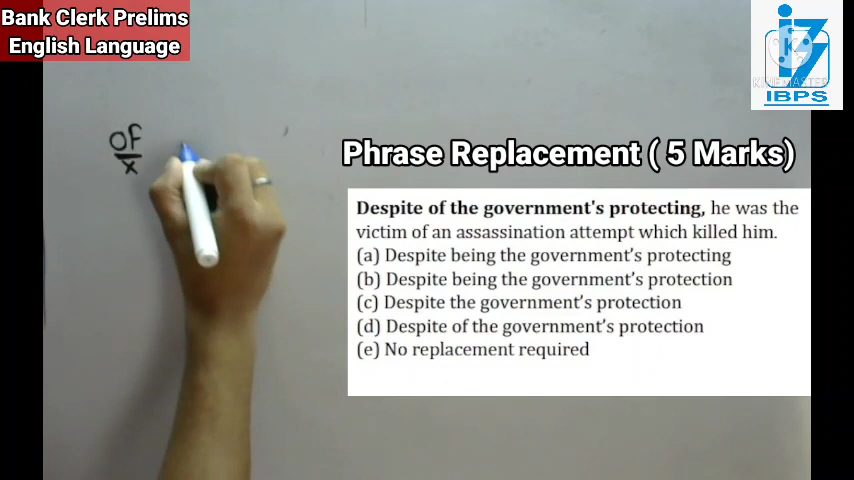 Bank Clerk Prelims
English Language
K
KINEMASTER
IBPS
of
x
Phrase Replacement ( 5 Marks)
Despite of the government's protecting, he was the
victim of an assassination attempt which killed him.
(a) Despite being the government's protecting
(b) Despite being the government's protection
(c) Despite the government's protection
(d) Despite of the government's protection
(e) No replacement required